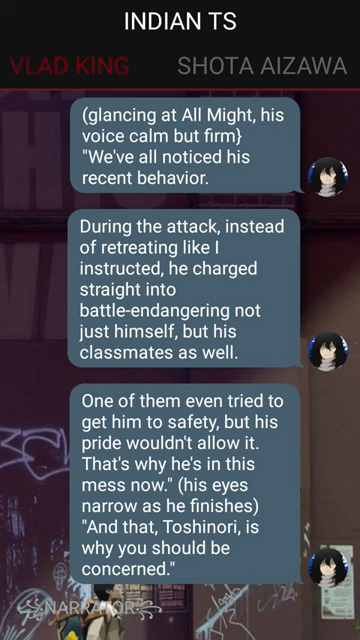 INDIAN TS
VLAD KING SHOTA AIZAWA
(glancing at All Might, his
voice calm but firm}
"We've all noticed his
recent behavior.
During the attack, instead
of retreating like I
instructed, he charged
straight into
battle-endangering not
just himself, but his
classmates as well.
One of them even tried to
get him to safety, but his
pride wouldn't allow it.
That's why he's in this
mess now." (his eyes
narrow as he finishes)
"And that, Toshinori, is
why you should be
concerned."
꧁NARRATOR꧂